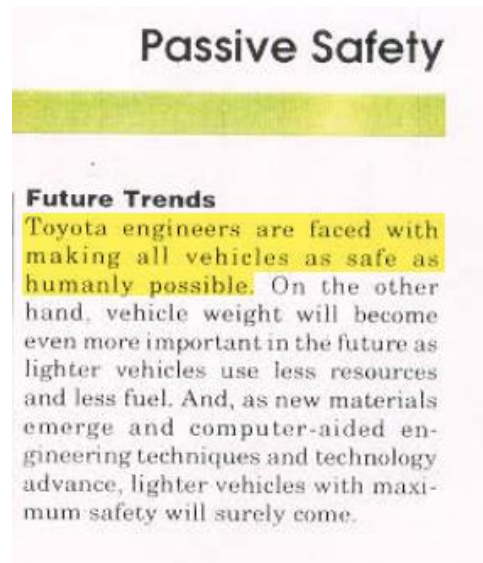 Passive Safety
Future Trends
Toyota engineers are faced with
making all vehicles as safe as
humanly possible. On the other
hand, vehicle weight will become
even more important in the future as
lighter vehicles use less resources
and less fuel. And, as new materials
emerge and computer-aided en-
gineering techniques and technology
advance, lighter vehicles with maxi-
mum safety will surely come.